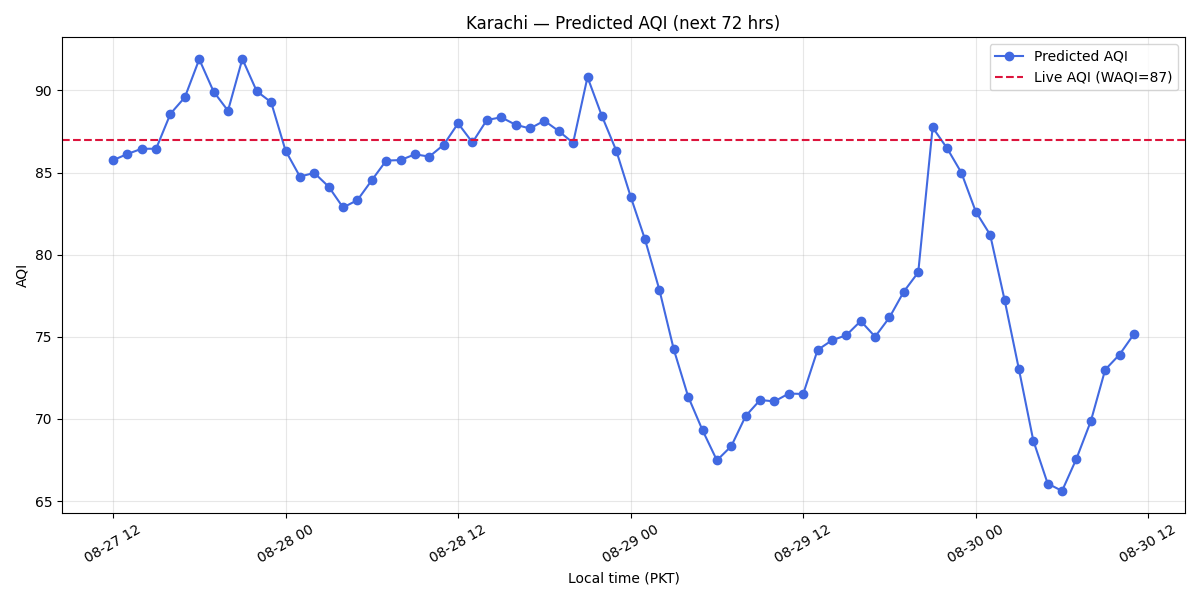 Karachi — Predicted AQI (next 72 hrs)
Predicted AQI
Live AQI (WAQI=87)
AQI
90
85
80
75
70
65
08-27 12
08-28 00
08-28 12
08-29 00
08-29 12
08-30 00
08-30 12
Local time (PKT)